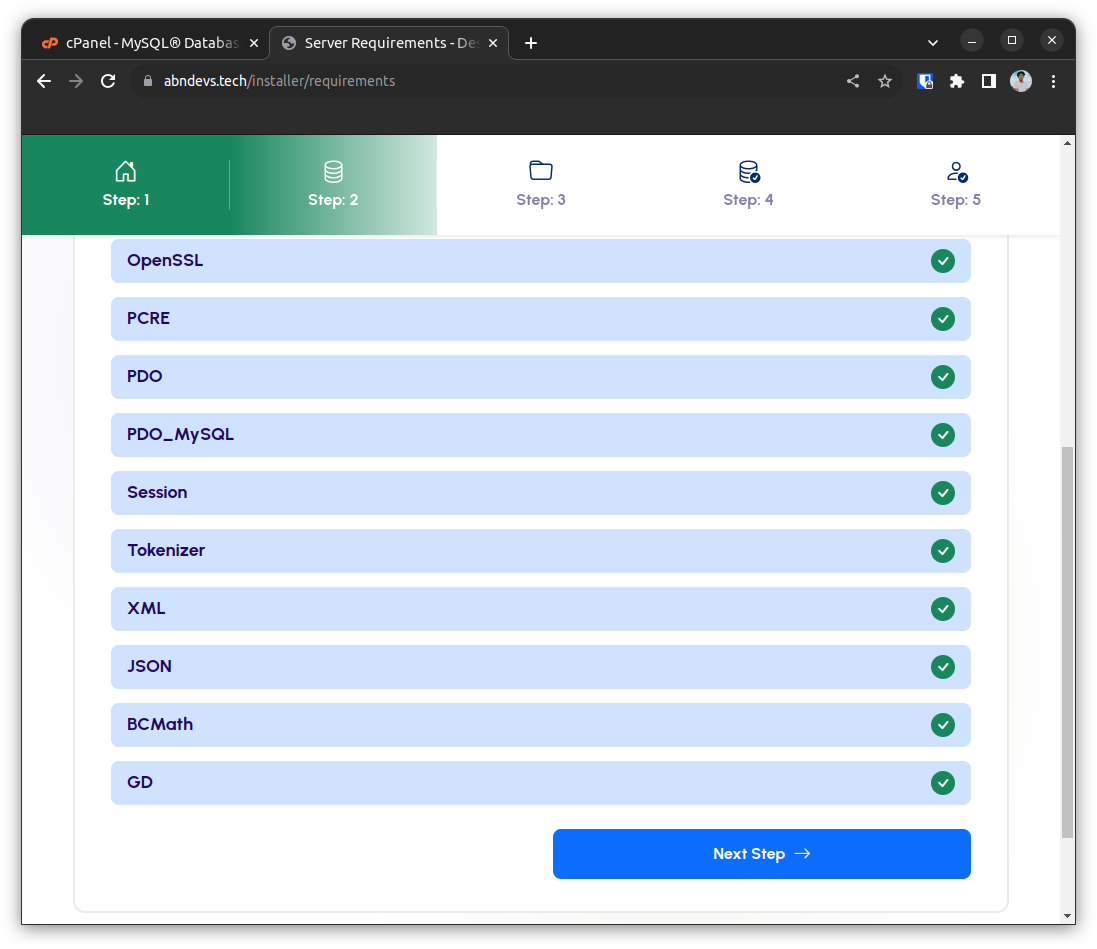 cPanel - MySQL® Databas
Server Requirements - Des
abndevs.tech/installer/requirements
Step: 1
Step: 2
Step: 3
Step: 4
Step: 5
OpenSSL
PCRE
PDO
PDO_MySQL
Session
Tokenizer
XML
JSON
BCMath
GD
Next Step →